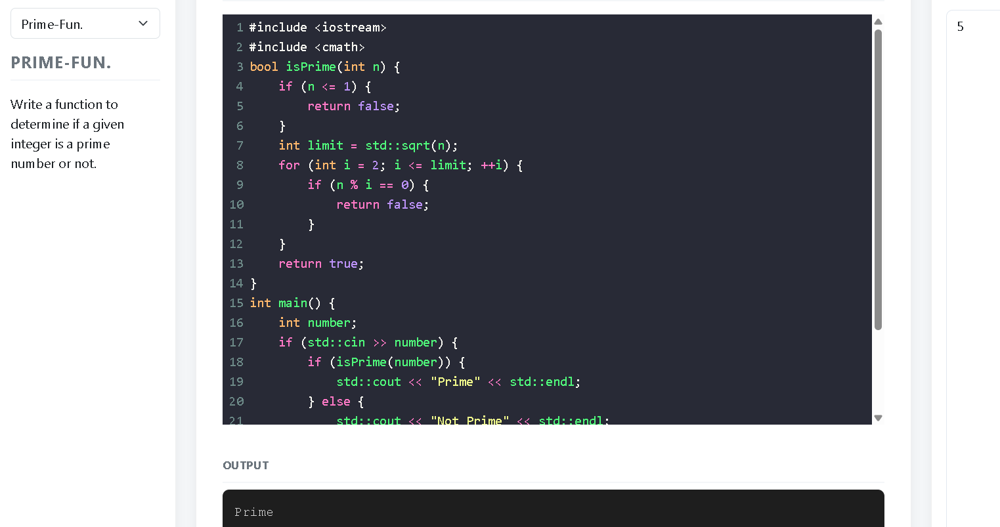 Prime-Fun.
PRIME-FUN.
Write a function to
determine if a given
integer is a prime
number or not.
1 #include <iostream>
2 #include <cmath>
3 bool isPrime(int n) {
4     if (n <= 1) {
5         return false;
6     }
7     int limit = std::sqrt(n);
8     for (int i = 2; i <= limit; ++i) {
9         if (n % i == 0) {
10             return false;
11         }
12     }
13     return true;
14 }
15 int main() {
16     int number;
17     if (std::cin >> number) {
18         if (isPrime(number)) {
19             std::cout << "Prime" << std::endl;
20         } else {
21             std::cout << "Not Prime" << std::endl;
OUTPUT
Prime
5